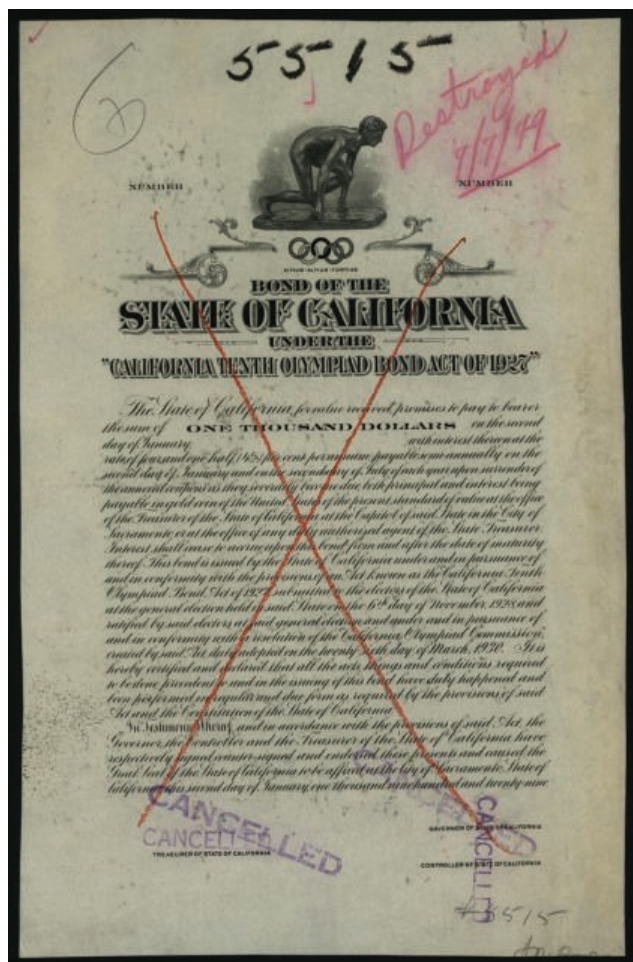 5515
Destroyed
9/7/49
NUMBER NUMBER
CITIUS · ALTIUS · FORTIUS
BOND OF THE
STATE OF CALIFORNIA
UNDER THE
"CALIFORNIA TENTH OLYMPIAD BOND ACT OF 1927"
The State of California, for value received, promises to pay to bearer
the sum of ONE THOUSAND DOLLARS on the second
day of January, with interest thereon at the
rate of four and one-half (4½) per cent per annum, payable semi-annually on the
second day of January and on the second day of July of each year upon surrender of
the annexed coupons as they severally become due, both principal and interest being
payable in gold coin of the United States of the present standard of value at the office
of the Treasurer of the State of California at the Capitol of said State in the City of
Sacramento or at the office of any duly authorized agent of the State Treasurer.
Interest shall cease to accrue upon this bond from and after the date of maturity
thereof. This bond is issued by the State of California under and in pursuance of
and in conformity with the provisions of an Act known as the California Tenth
Olympiad Bond Act of 1927, submitted to the electors of the State of California
at the general election held in said State on the 6th day of November, 1928, and
ratified by said electors at said general election and under and in pursuance of
and in conformity with a resolution of the California Olympiad Commission,
created by said Act, duly adopted on the twenty sixth day of March, 1930. It is
hereby certified and declared that all the acts, things and conditions required
to be done precedent to and in the issuing of this bond have duly happened and
been performed in regular and due form as required by the provisions of said
Act and the Constitution of the State of California.
In Testimony Whereof, and in accordance with the provisions of said Act, the
Governor, the Controller and the Treasurer of the State of California have
respectively signed, counter-signed and endorsed these presents and caused the
Great Seal of the State of California to be affixed at the City of Sacramento, State of
California, this second day of January, one thousand nine hundred and twenty-nine
CANCELLED
CANCELLED
CANCELLED
CANCELLED
GOVERNOR OF STATE OF CALIFORNIA
TREASURER OF STATE OF CALIFORNIA
CONTROLLER OF STATE OF CALIFORNIA
#5515